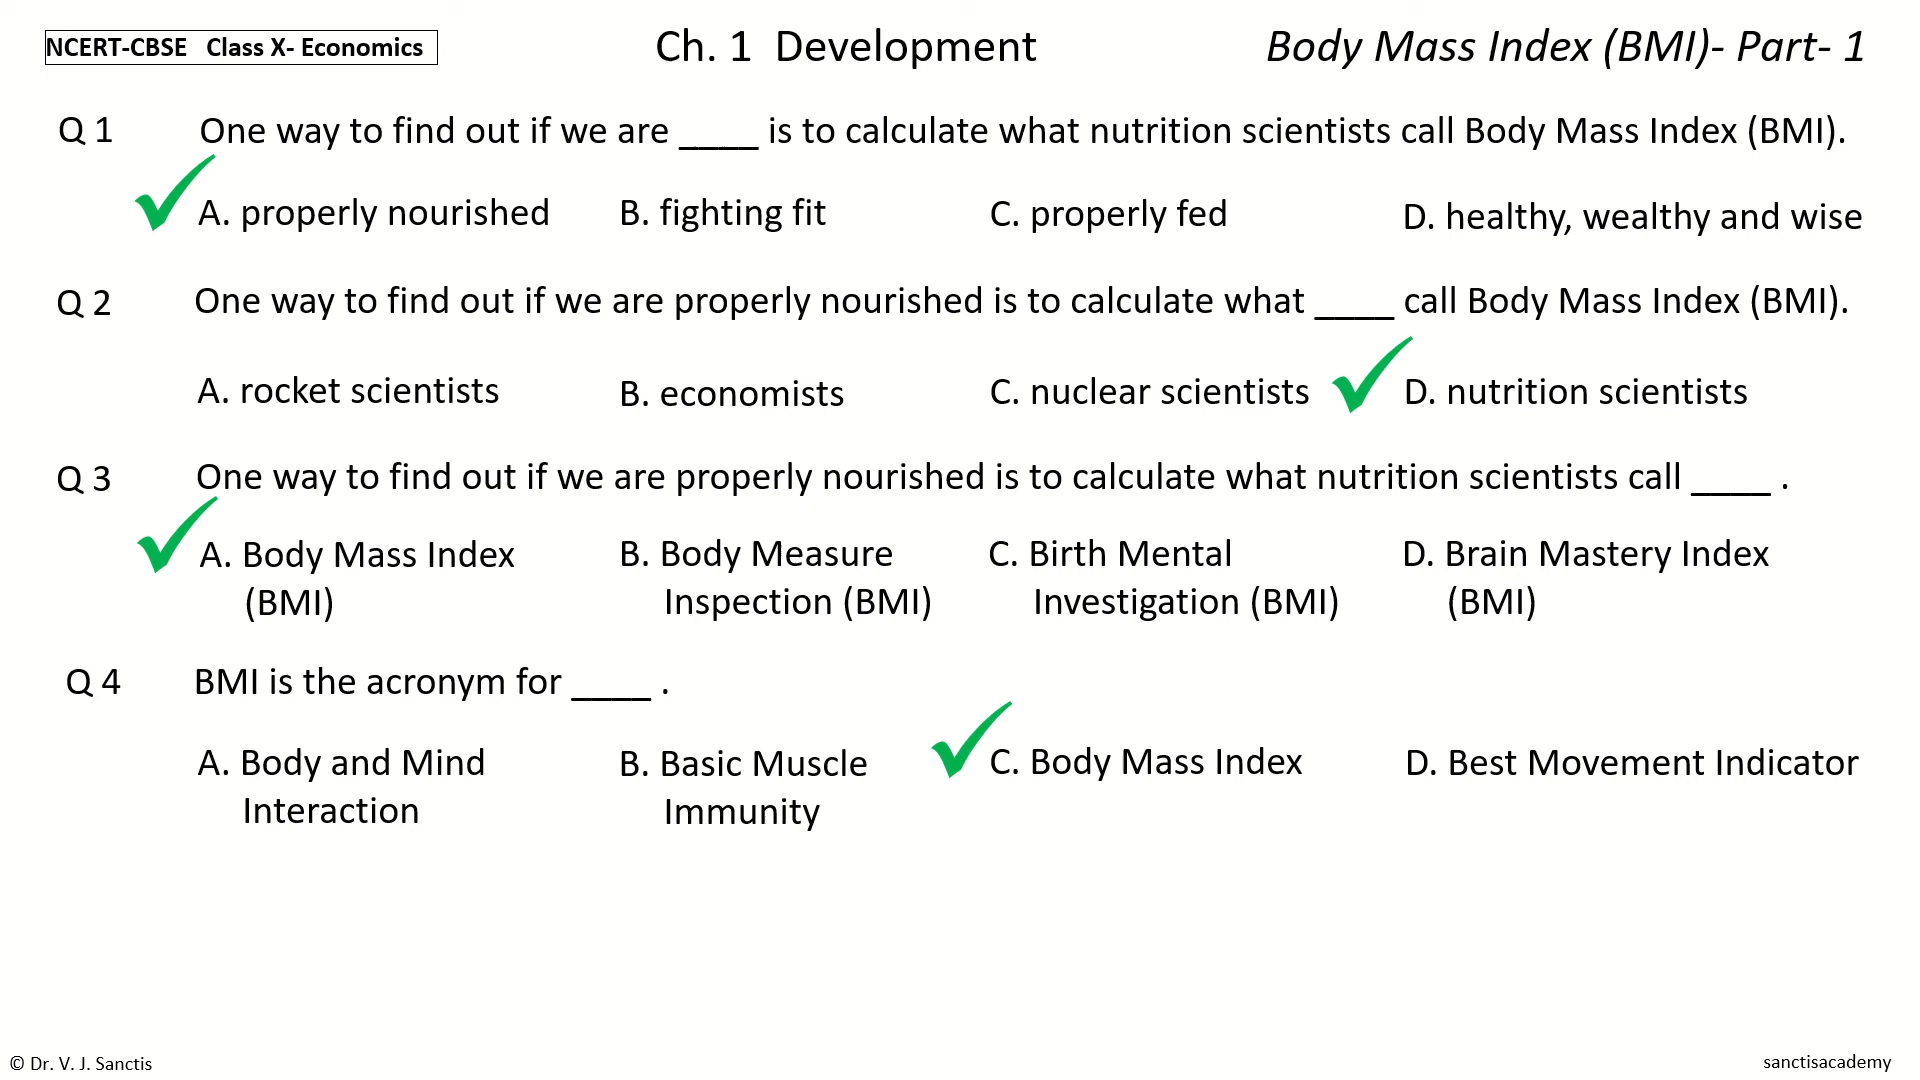 NCERT-CBSE Class X- Economics
Ch. 1 Development
Body Mass Index (BMI)- Part- 1
Q 1 One way to find out if we are ____ is to calculate what nutrition scientists call Body Mass Index (BMI).
A. properly nourished B. fighting fit C. properly fed D. healthy, wealthy and wise
Q 2 One way to find out if we are properly nourished is to calculate what ____ call Body Mass Index (BMI).
A. rocket scientists B. economists C. nuclear scientists D. nutrition scientists
Q 3 One way to find out if we are properly nourished is to calculate what nutrition scientists call ____ .
A. Body Mass Index
(BMI)
B. Body Measure
Inspection (BMI)
C. Birth Mental
Investigation (BMI)
D. Brain Mastery Index
(BMI)
Q 4 BMI is the acronym for ____ .
A. Body and Mind
Interaction
B. Basic Muscle
Immunity
C. Body Mass Index
D. Best Movement Indicator
© Dr. V. J. Sanctis
sanctisacademy